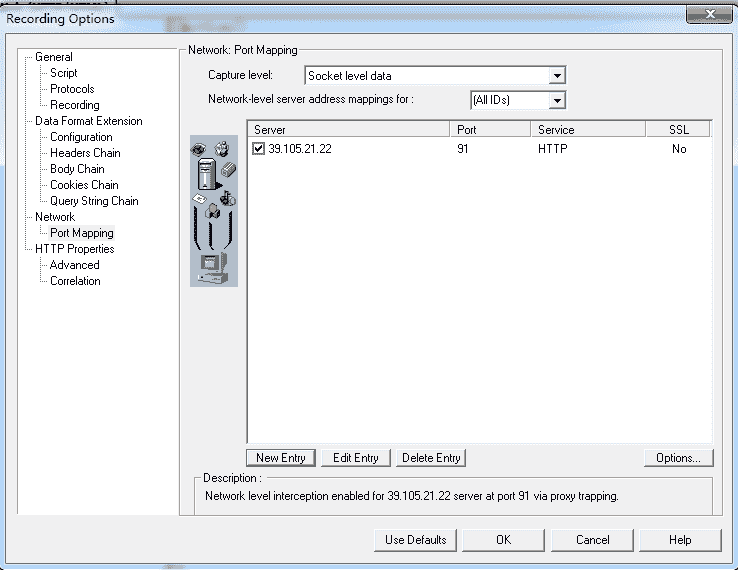 Recording Options
General
Script
Protocols
Recording
Data Format Extension
Configuration
Headers Chain
Body Chain
Cookies Chain
Query String Chain
Network
Port Mapping
HTTP Properties
Advanced
Correlation
Network: Port Mapping
Capture level: Socket level data
Network-level server address mappings for : (All IDs)
Server Port Service SSL
39.105.21.22 91 HTTP No
New Entry Edit Entry Delete Entry Options...
Description :
Network level interception enabled for 39.105.21.22 server at port 91 via proxy trapping.
Use Defaults OK Cancel Help